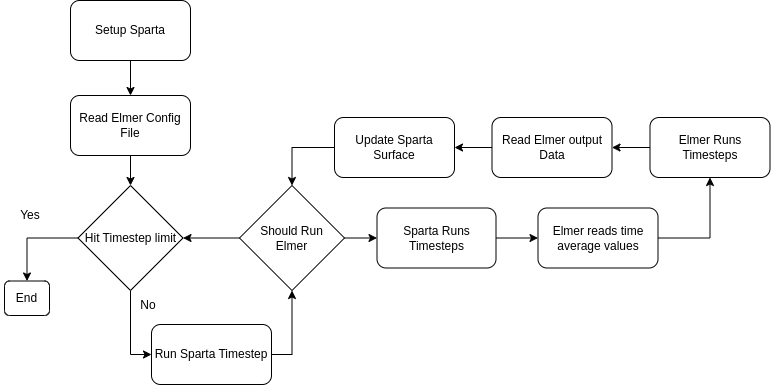 Setup Sparta
Read Elmer Config
File
Update Sparta
Surface
Read Elmer output
Data
Elmer Runs
Timesteps
Yes
Hit Timestep limit
Should Run
Elmer
Sparta Runs
Timesteps
Elmer reads time
average values
End
No
Run Sparta Timestep